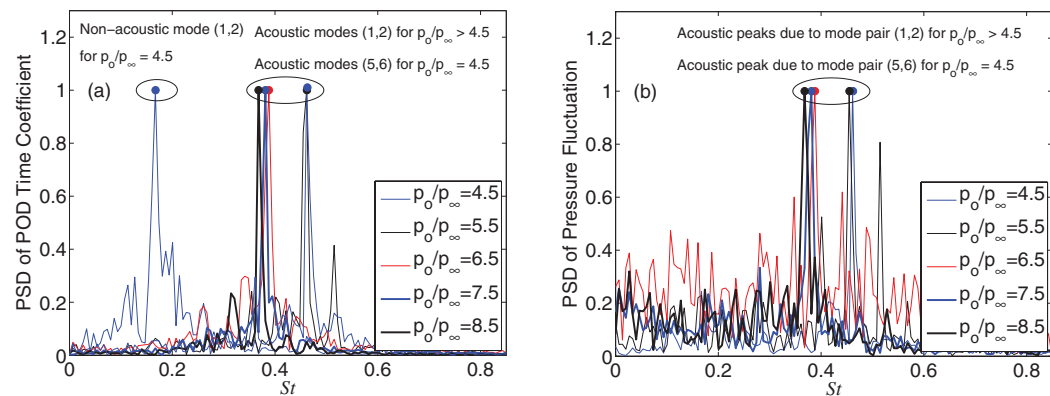 Non-acoustic mode (1,2)
for p_o/p_∞ = 4.5
Acoustic modes (1,2) for p_o/p_∞ > 4.5
Acoustic modes (5,6) for p_o/p_∞ = 4.5
(a)
PSD of POD Time Coefficient
1.2
1
0.8
0.6
0.4
0.2
0
p_o/p_∞=4.5
p_o/p_∞=5.5
p_o/p_∞=6.5
p_o/p_∞=7.5
p_o/p_∞=8.5
0 0.2 0.4 0.6 0.8
St
Acoustic peaks due to mode pair (1,2) for p_o/p_∞ > 4.5
Acoustic peak due to mode pair (5,6) for p_o/p_∞ = 4.5
(b)
PSD of Pressure Fluctuation
1.2
1
0.8
0.6
0.4
0.2
0
p_o/p_∞=4.5
p_o/p_∞=5.5
p_o/p_∞=6.5
p_o/p_∞=7.5
p_o/p_∞=8.5
0 0.2 0.4 0.6 0.8
St